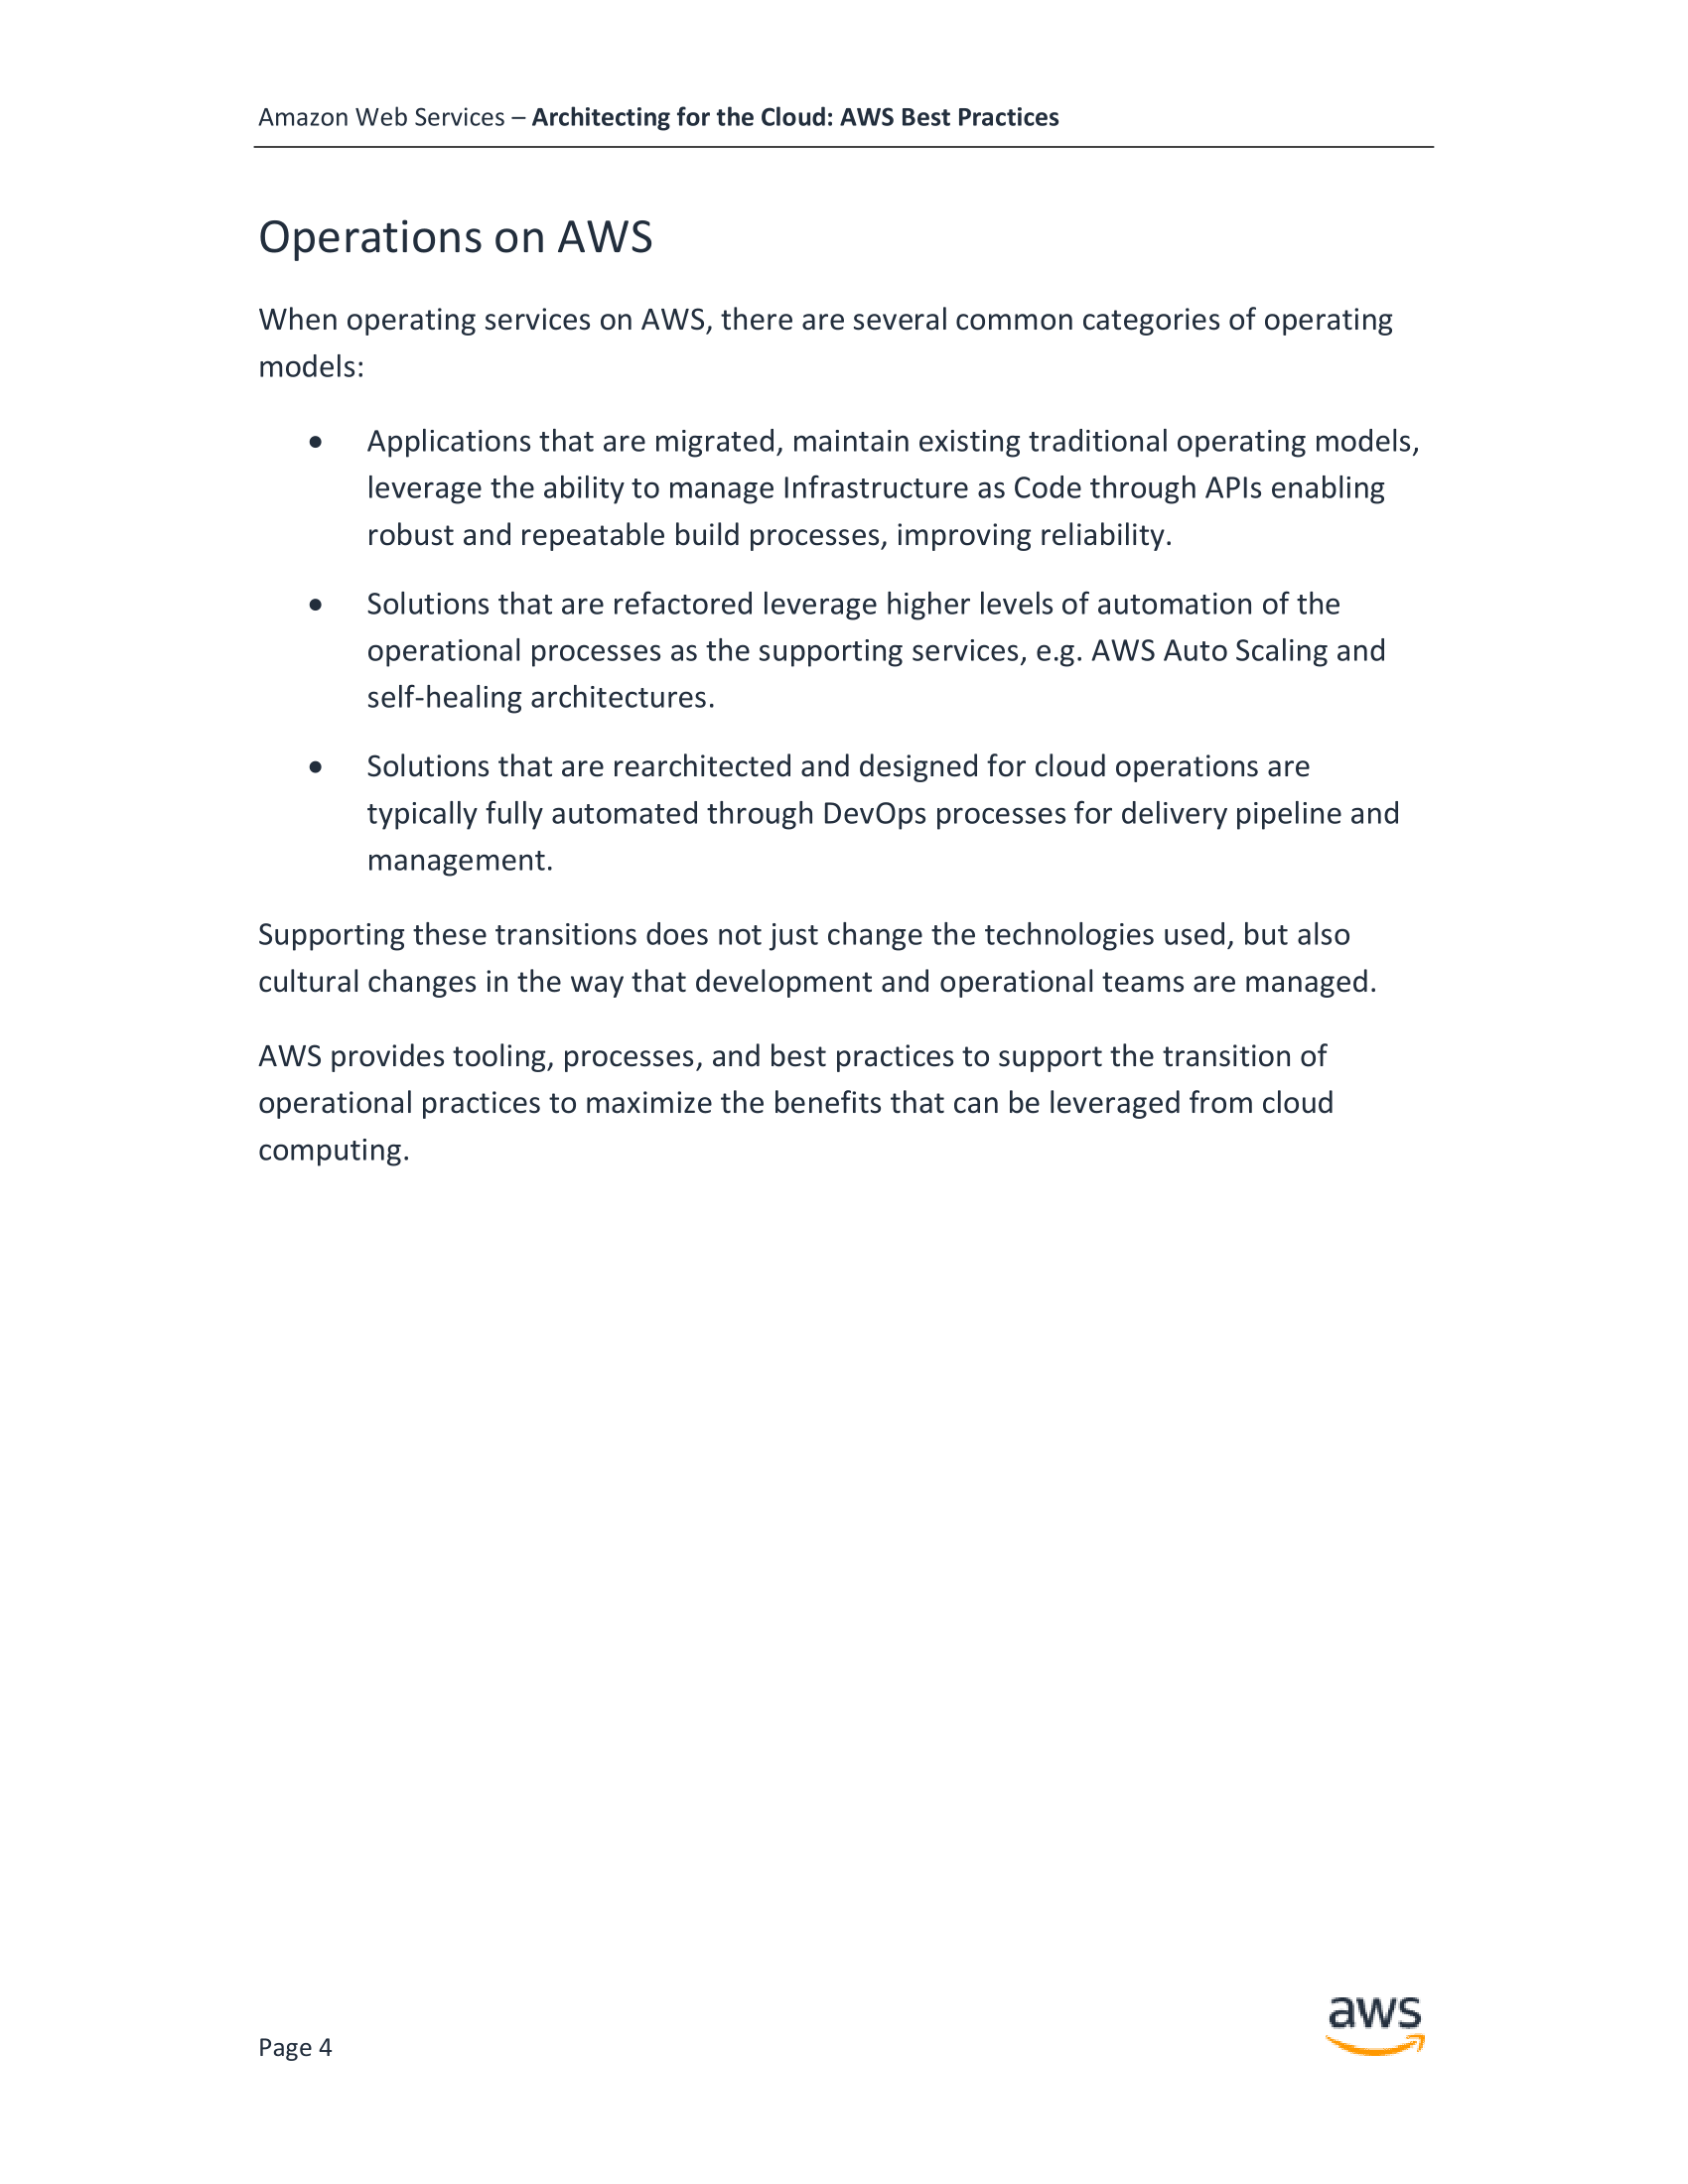 Amazon Web Services – Architecting for the Cloud: AWS Best Practices
Operations on AWS
When operating services on AWS, there are several common categories of operating
models:
• Applications that are migrated, maintain existing traditional operating models,
leverage the ability to manage Infrastructure as Code through APIs enabling
robust and repeatable build processes, improving reliability.
• Solutions that are refactored leverage higher levels of automation of the
operational processes as the supporting services, e.g. AWS Auto Scaling and
self-healing architectures.
• Solutions that are rearchitected and designed for cloud operations are
typically fully automated through DevOps processes for delivery pipeline and
management.
Supporting these transitions does not just change the technologies used, but also
cultural changes in the way that development and operational teams are managed.
AWS provides tooling, processes, and best practices to support the transition of
operational practices to maximize the benefits that can be leveraged from cloud
computing.
aws
Page 4